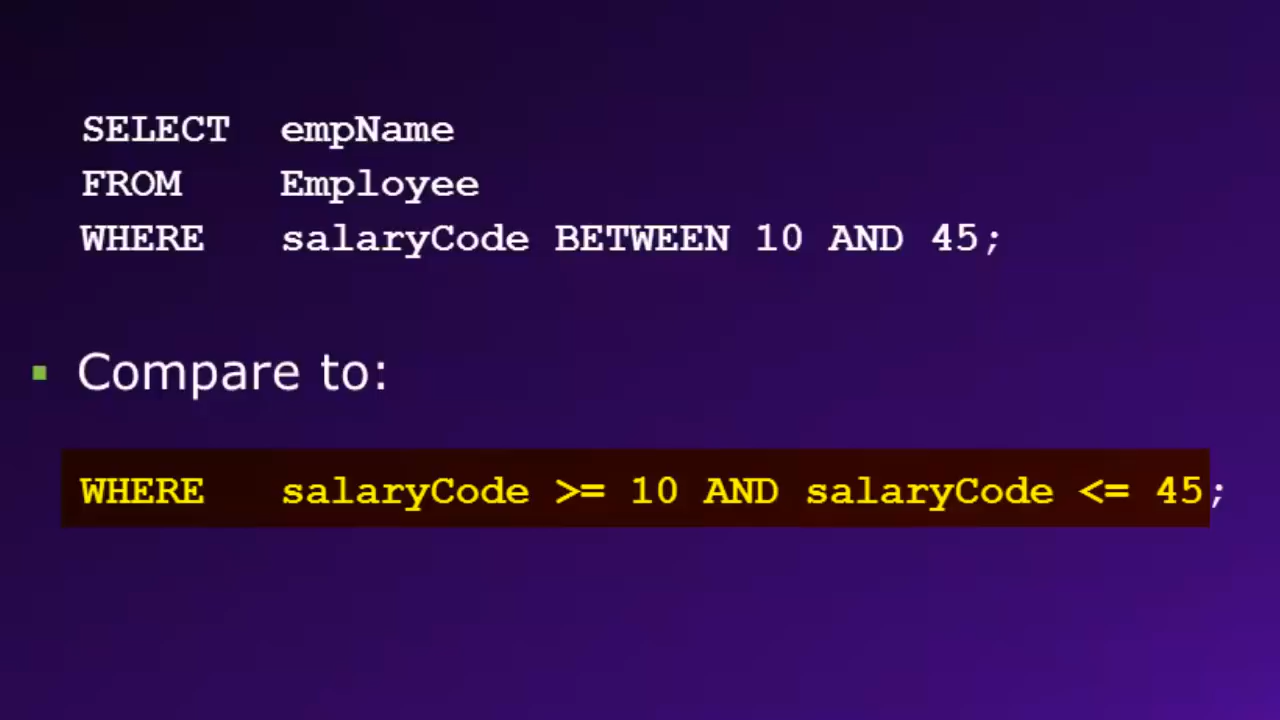 SELECT  empName
FROM    Employee
WHERE   salaryCode BETWEEN 10 AND 45;
▪ Compare to:
WHERE   salaryCode >= 10 AND salaryCode <= 45;